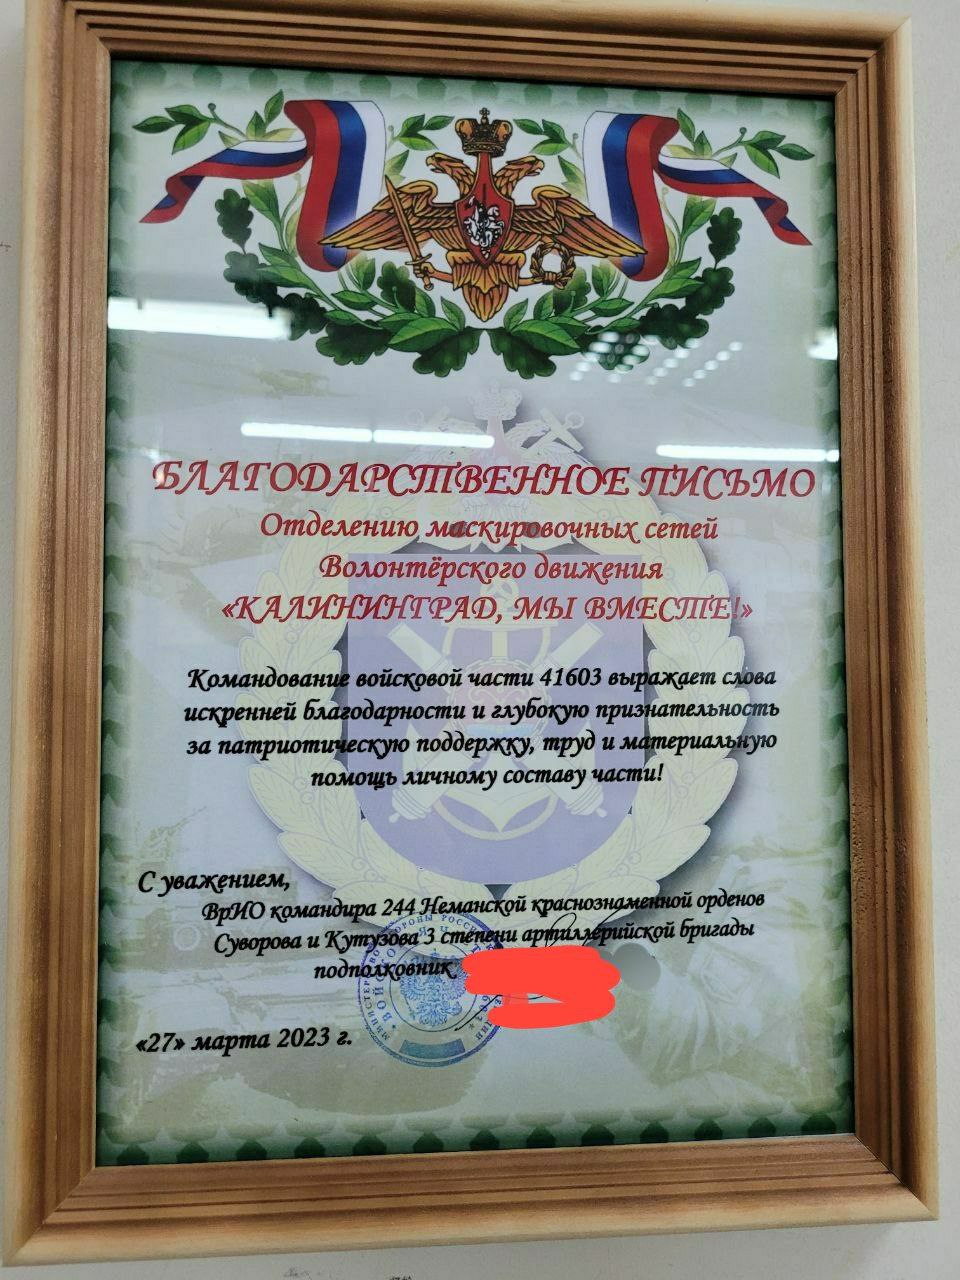 БЛАГОДАРСТВЕННОЕ ПИСЬМО
Отделению маскировочных сетей
Волонтёрского движения
«КАЛИНИНГРАД, МЫ ВМЕСТЕ!»
Командование войсковой части 41603 выражает слова
искренней благодарности и глубокую признательность
за патриотическую поддержку, труд и материальную
помощь личному составу части!
С уважением,
ВрИО командира 244 Неманской краснознаменной орденов
Суворова и Кутузова 3 степени артиллерийской бригады
подполковник
«27» марта 2023 г.